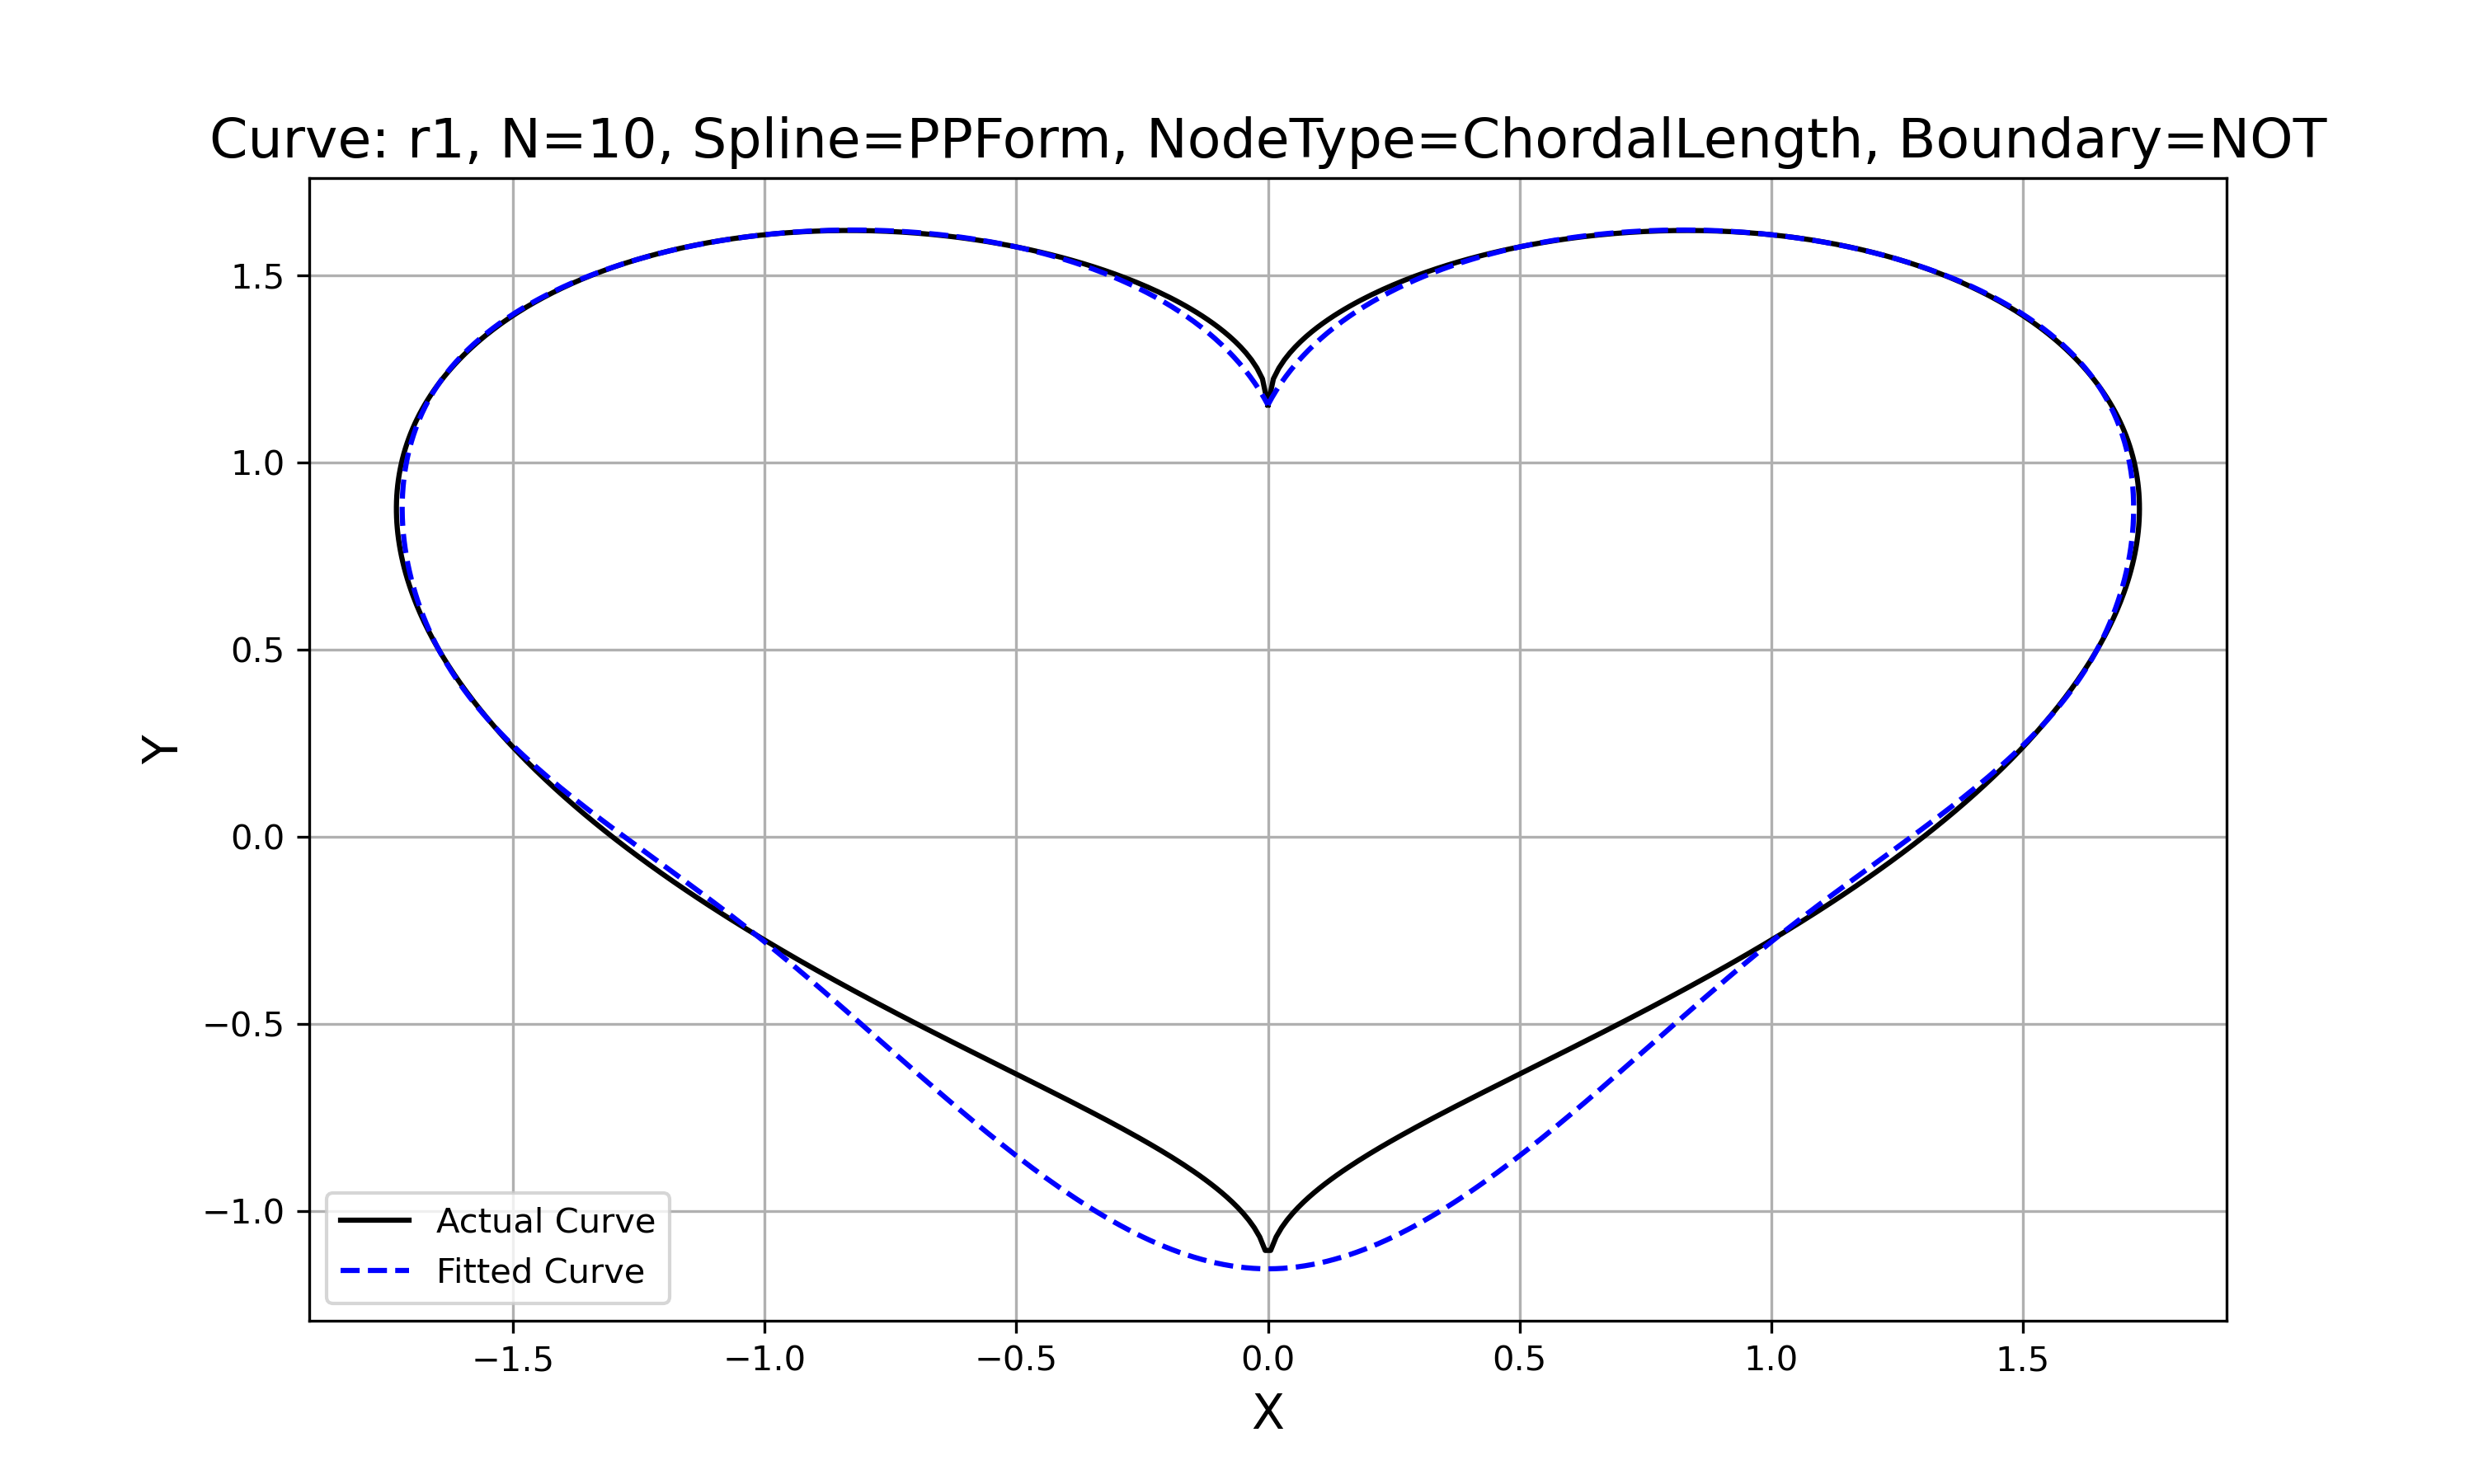 Curve: r1, N=10, Spline=PPForm, NodeType=ChordalLength, Boundary=NOT
1.5
1.0
0.5
0.0
−0.5
−1.0
Y
Actual Curve
Fitted Curve
−1.5 −1.0 −0.5 0.0 0.5 1.0 1.5
X